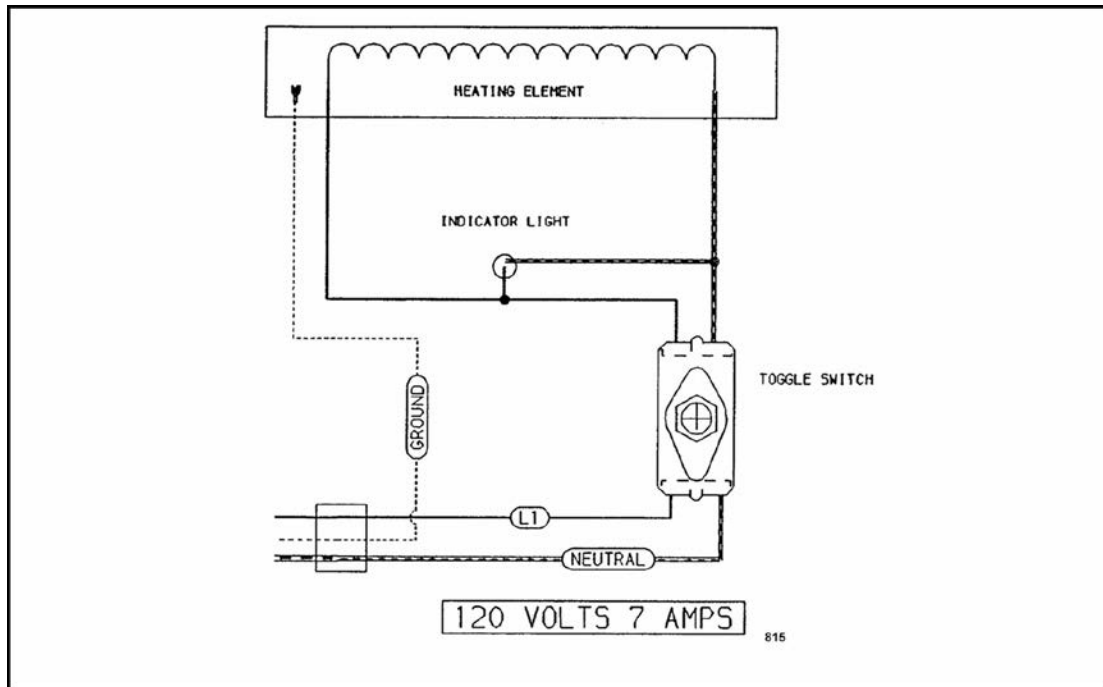 HEATING ELEMENT
INDICATOR LIGHT
TOGGLE SWITCH
GROUND
L1
NEUTRAL
120 VOLTS 7 AMPS
815